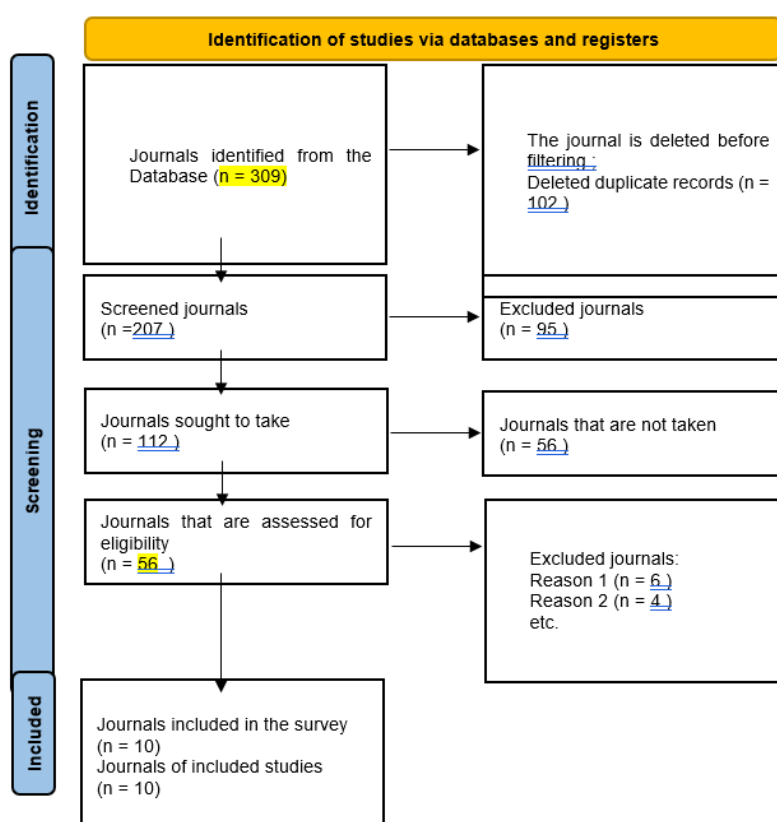 Identification of studies via databases and registers
Identification
Journals identified from the
Database (n = 309)
The journal is deleted before
filtering :
Deleted duplicate records (n =
102 )
Screening
Screened journals
(n =207 )
Excluded journals
(n = 95 )
Journals sought to take
(n = 112 )
Journals that are not taken
(n = 56 )
Journals that are assessed for
eligibility
(n = 56 )
Excluded journals:
Reason 1 (n = 6 )
Reason 2 (n = 4 )
etc.
Included
Journals included in the survey
(n = 10)
Journals of included studies
(n = 10)